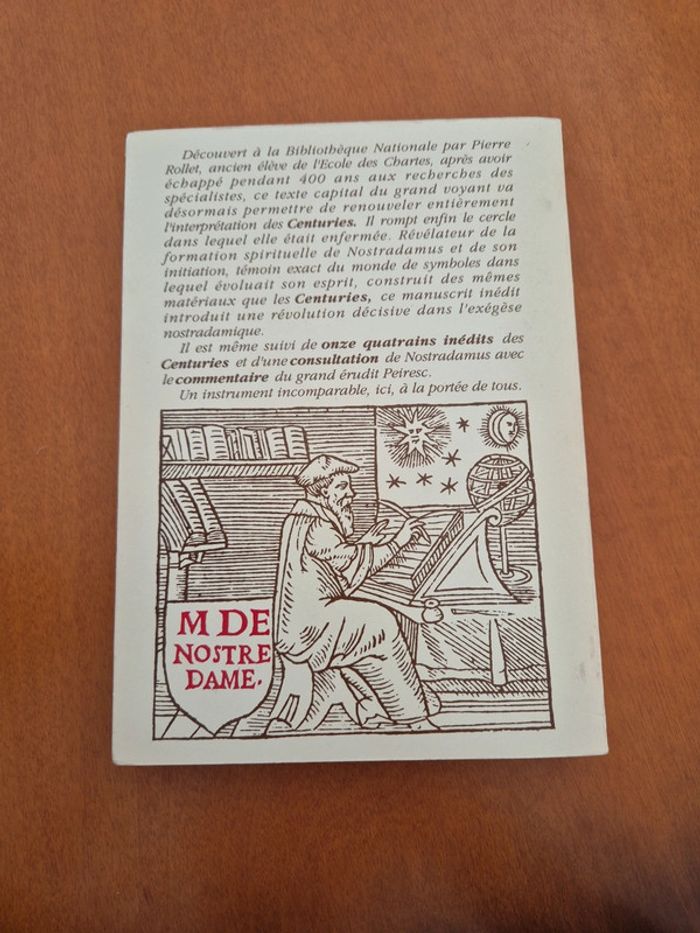 Découvert à la Bibliothèque Nationale par Pierre
Rollet, ancien élève de l'Ecole des Chartes, après avoir
échappé pendant 400 ans aux recherches des
spécialistes, ce texte capital du grand voyant va
désormais permettre de renouveler entièrement
l'interprétation des Centuries. Il rompt enfin le cercle
dans lequel elle était enfermée. Révélateur de la
formation spirituelle de Nostradamus et de son
initiation, témoin exact du monde de symboles dans
lequel évoluait son esprit, construit des mêmes
matériaux que les Centuries, ce manuscrit inédit
introduit une révolution décisive dans l'exégèse
nostradamique.
Il est même suivi de onze quatrains inédits des
Centuries et d'une consultation de Nostradamus avec
le commentaire du grand érudit Peiresc.
Un instrument incomparable, ici, à la portée de tous.
M DE
NOSTRE
DAME.